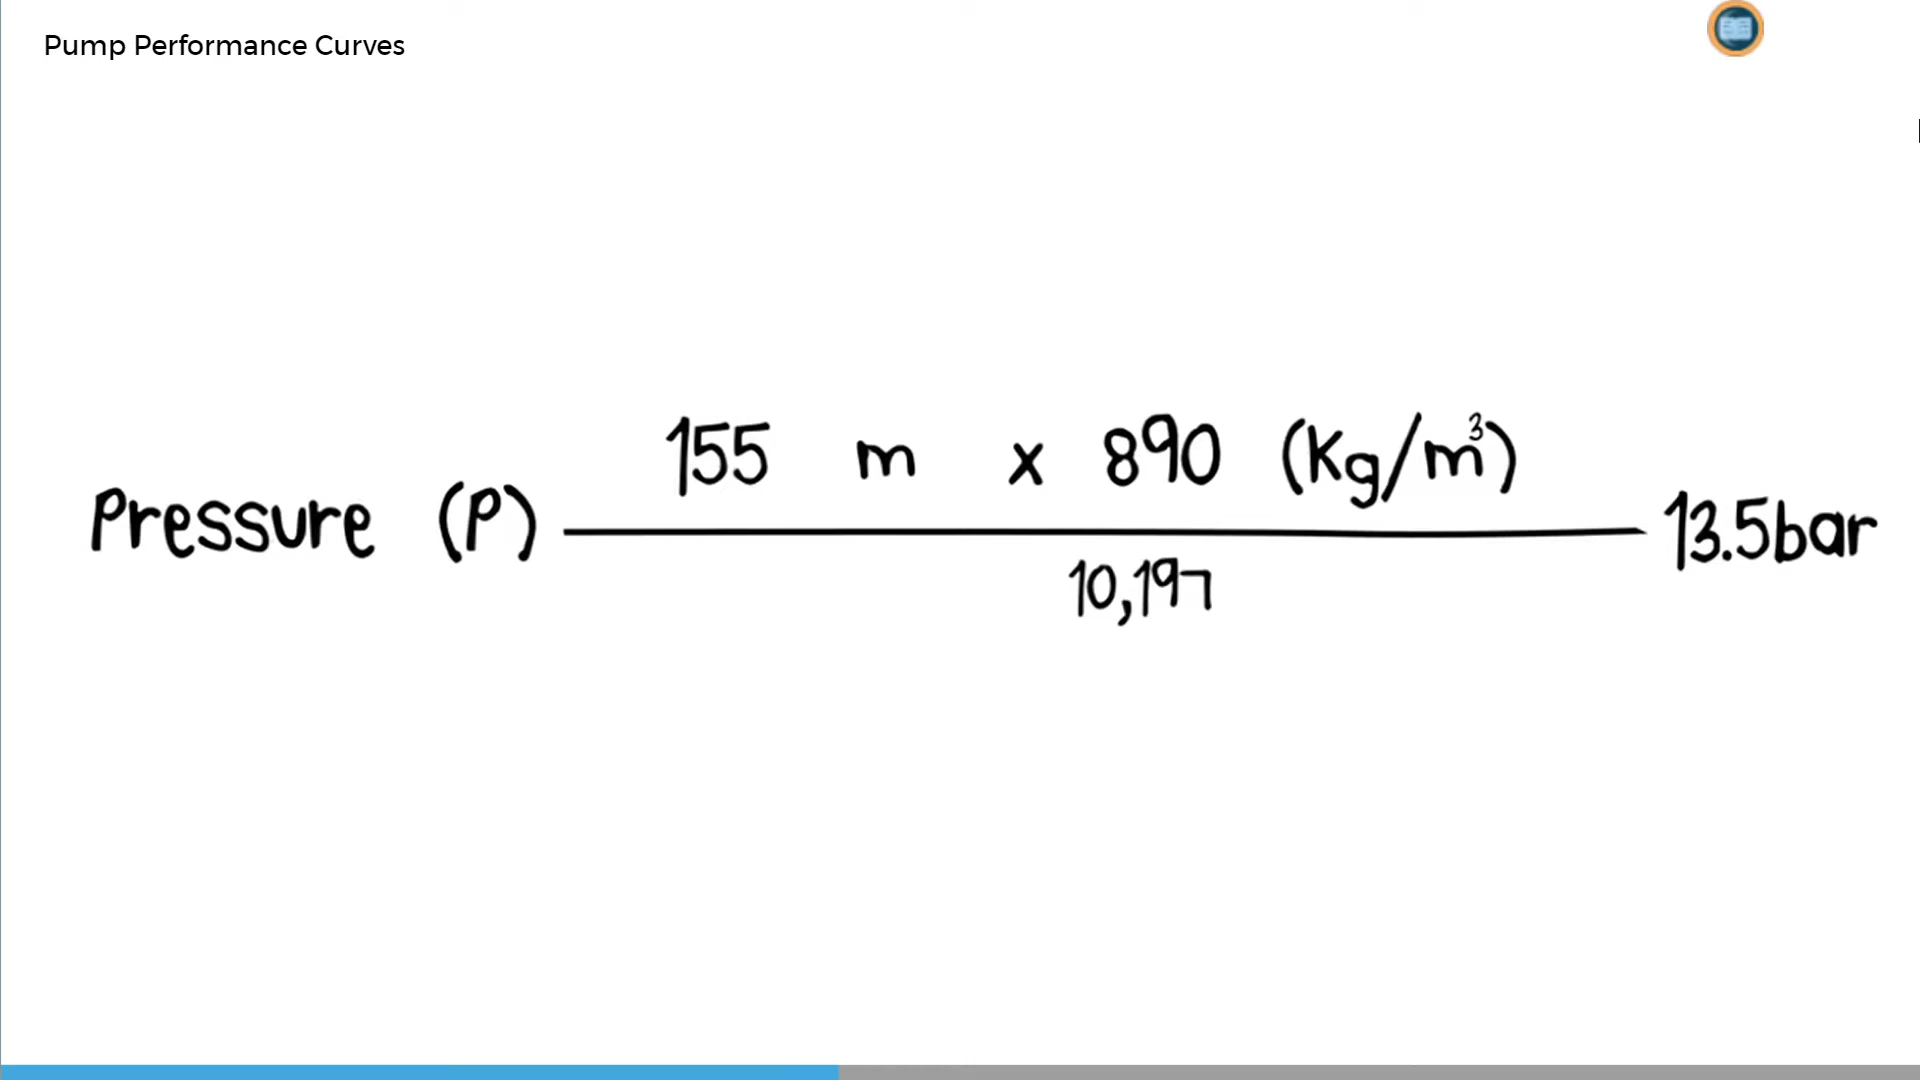 Pump Performance Curves
155 m x 890 (Kg/m³)
Pressure (P) 13.5bar
10,197